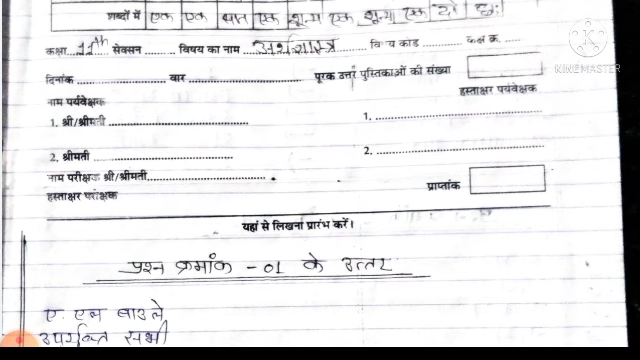 शब्दों में एक एक सात एक शून्य एक शून्य एक दो छः
कक्षा 11th सेक्सन ........ विषय का नाम अर्थशास्त्र विषय कोड ........ कक्ष क्र. ......
KINEMASTER
दिनांक ........ वार ........ पूरक उत्तर पुस्तिकाओं की संख्या
नाम पर्यवेक्षक हस्ताक्षर पर्यवेक्षक
1. श्री/श्रीमती ........ 1. ........
2. श्रीमती ........ 2. ........
नाम परीक्षक श्री/श्रीमती........
हस्ताक्षर परीक्षक प्राप्तांक
यहां से लिखना प्रारंभ करें।
प्रश्न क्रमांक - 01 के उत्तर
ए. एल बाउले
उपर्युक्त सभी